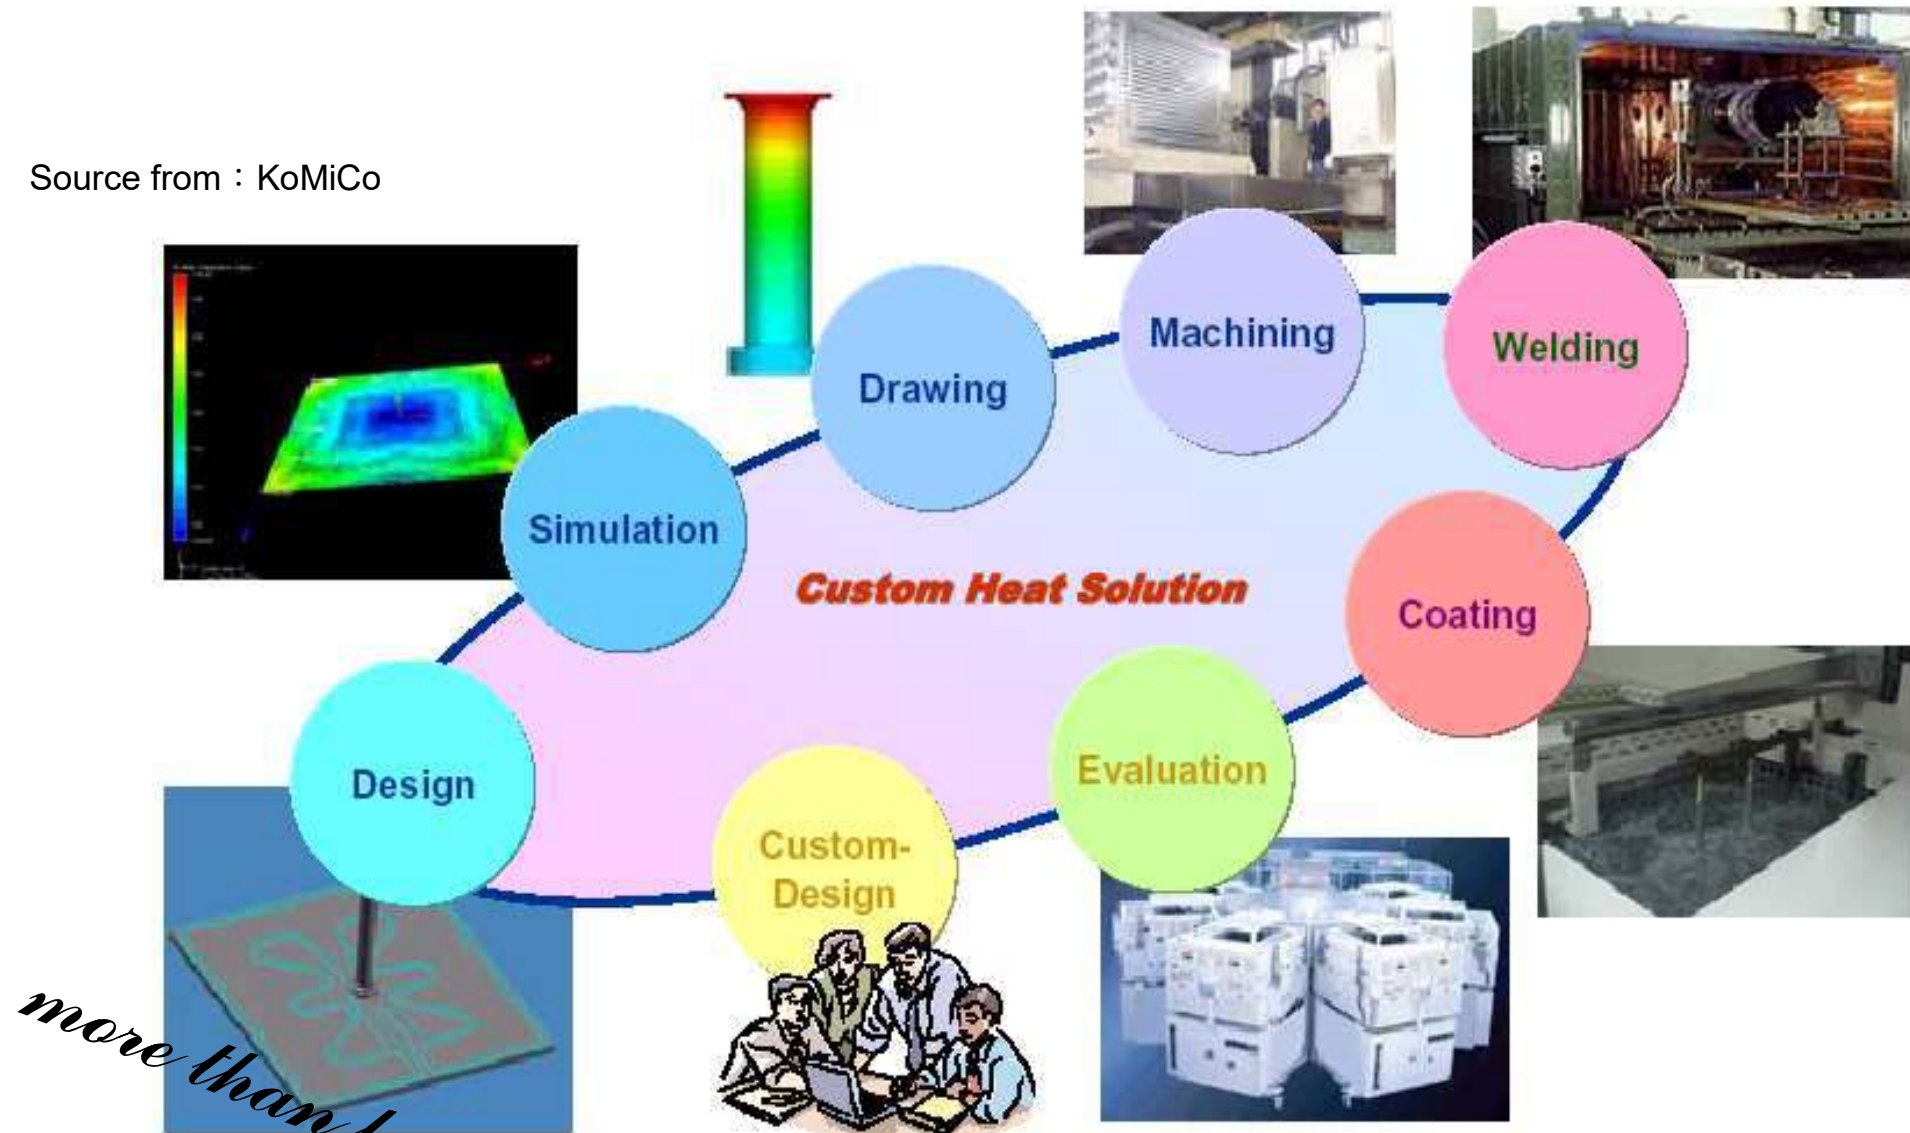 Source from：KoMiCo
Machining
Welding
Drawing
Simulation
Custom Heat Solution
Coating
Design
Evaluation
Custom-
Design
more than